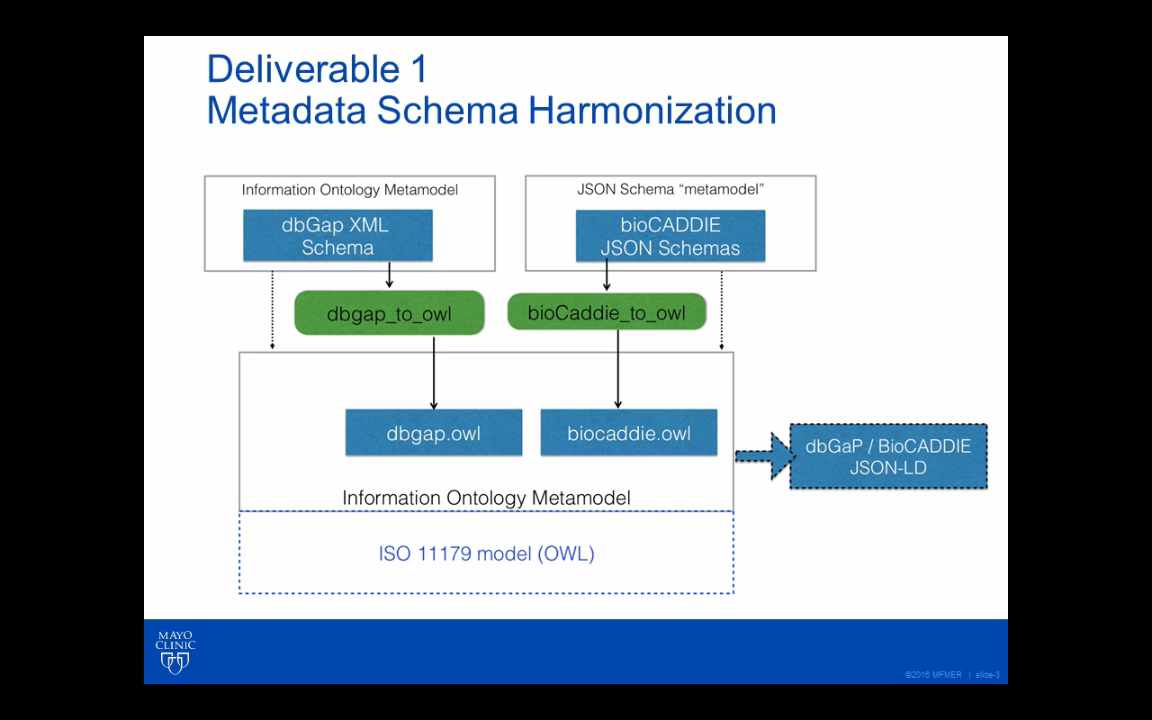 Deliverable 1
Metadata Schema Harmonization
Information Ontology Metamodel
JSON Schema “metamodel”
dbGap XML
Schema
bioCADDIE
JSON Schemas
dbgap_to_owl
bioCaddie_to_owl
dbgap.owl
biocaddie.owl
dbGaP / BioCADDIE
JSON-LD
Information Ontology Metamodel
ISO 11179 model (OWL)
MAYO
CLINIC
©2016 MFMER | slide-3